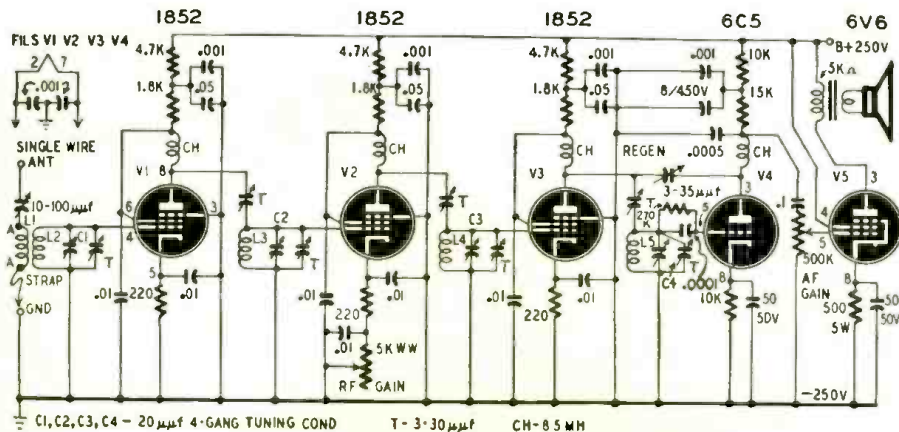 1852
1852
1852
6C5
6V6
FILS V1 V2 V3 V4
2 7
.001
4.7K
.001
.05
1.8K
CH
4.7K
.001
.05
1.8K
CH
4.7K
.001
.05
1.8K
CH
.001
10K
8/450V
15K
.0005
REGEN
CH
B+250V
5KΩ
SINGLE WIRE
ANT
10-100μμf
L1
A
A
STRAP
GND
L2
C1
T
V1
8
6
4
3
5
.01
220
.01
T
L3
C2
T
V2
.01
220
.01
.01
5KWW
RF GAIN
T
L4
C3
T
V3
220
.01
T
3-35μμf
270
K
L5
C4
.0001
V4
3
5
8
10K
50
50V
.1
500K
AF
GAIN
V5
3
4
5
8
500
5W
50
50V
-250V
C1,C2,C3,C4 - 20μμf 4-GANG TUNING COND
T-3-30μμf
CH-85MH